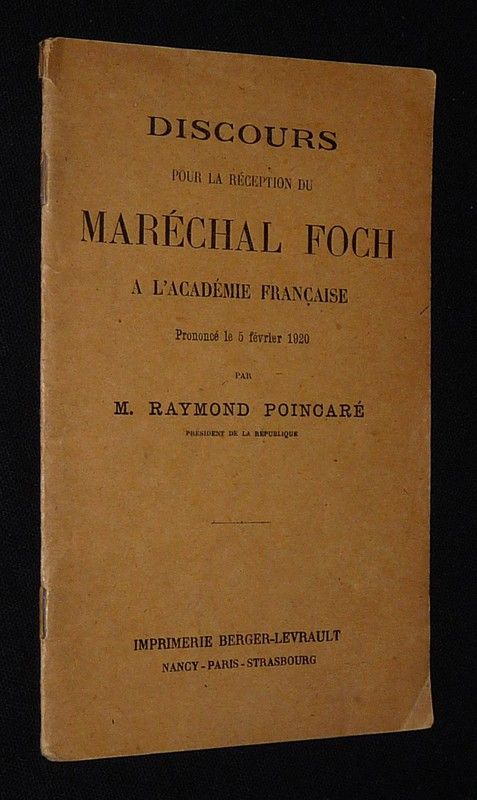 DISCOURS
POUR LA RÉCEPTION DU
MARÉCHAL FOCH
A L'ACADÉMIE FRANÇAISE
Prononcé le 5 février 1920
PAR
M. RAYMOND POINCARÉ
PRÉSIDENT DE LA RÉPUBLIQUE
IMPRIMERIE BERGER-LEVRAULT
NANCY-PARIS-STRASBOURG